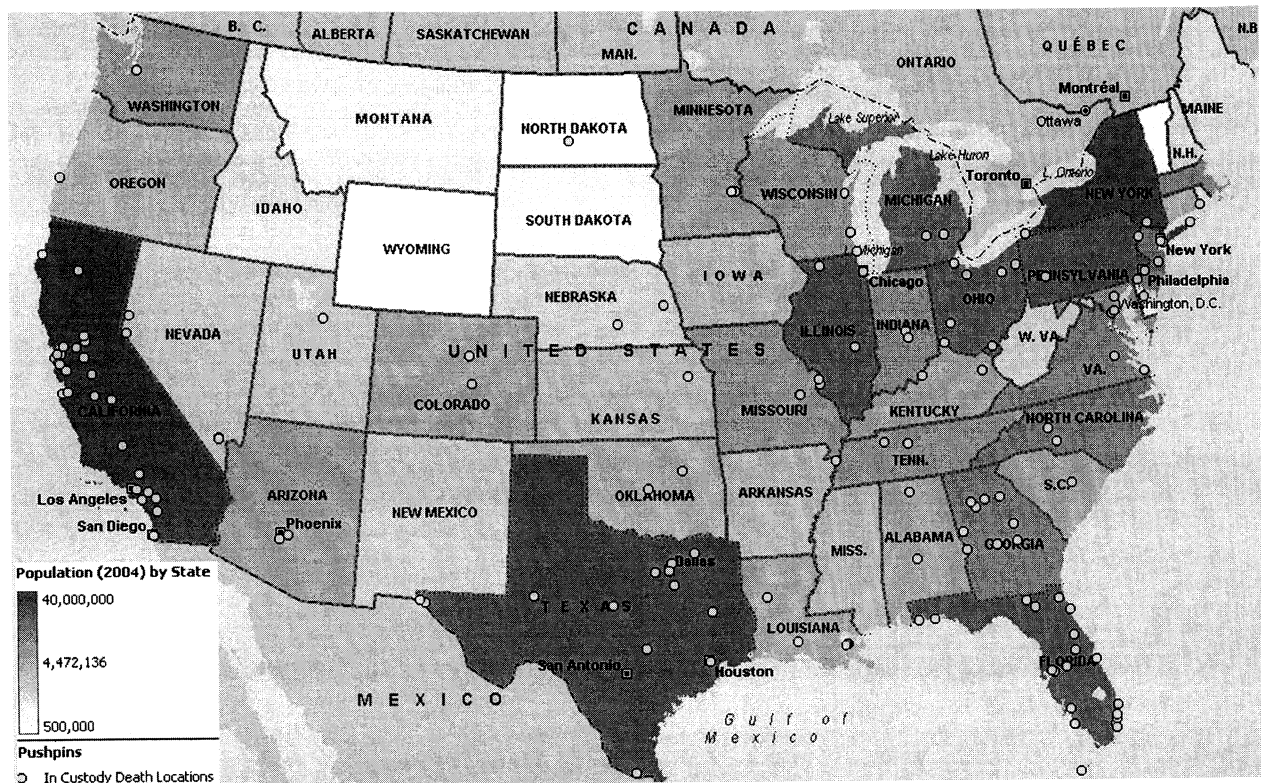 B. C.
ALBERTA
SASKATCHEWAN
MAN.
C A N A D A
ONTARIO
QUÉBEC
N.B
Montréal
Ottawa
MAINE
WASHINGTON
MONTANA
NORTH DAKOTA
MINNESOTA
Lake Superior
Lake Huron
Toronto
L. Ontario
N.H.
OREGON
IDAHO
SOUTH DAKOTA
WISCONSIN
MICHIGAN
NEW YORK
WYOMING
L. Michigan
New York
IOWA
Chicago
PENNSYLVANIA
Philadelphia
NEBRASKA
OHIO
Washington, D.C.
NEVADA
UTAH
ILLINOIS
INDIANA
W. VA.
U N I T E D S T A T E S
VA.
COLORADO
KANSAS
MISSOURI
KENTUCKY
CALIFORNIA
NORTH CAROLINA
TENN.
Los Angeles
ARIZONA
OKLAHOMA
ARKANSAS
S.C.
San Diego
Phoenix
NEW MEXICO
MISS.
ALABAMA
GEORGIA
Dallas
T E X A S
LOUISIANA
San Antonio
Houston
FLORIDA
M E X I C O
Gulf of
Mexico
Population (2004) by State
40,000,000
4,472,136
500,000
Pushpins
In Custody Death Locations